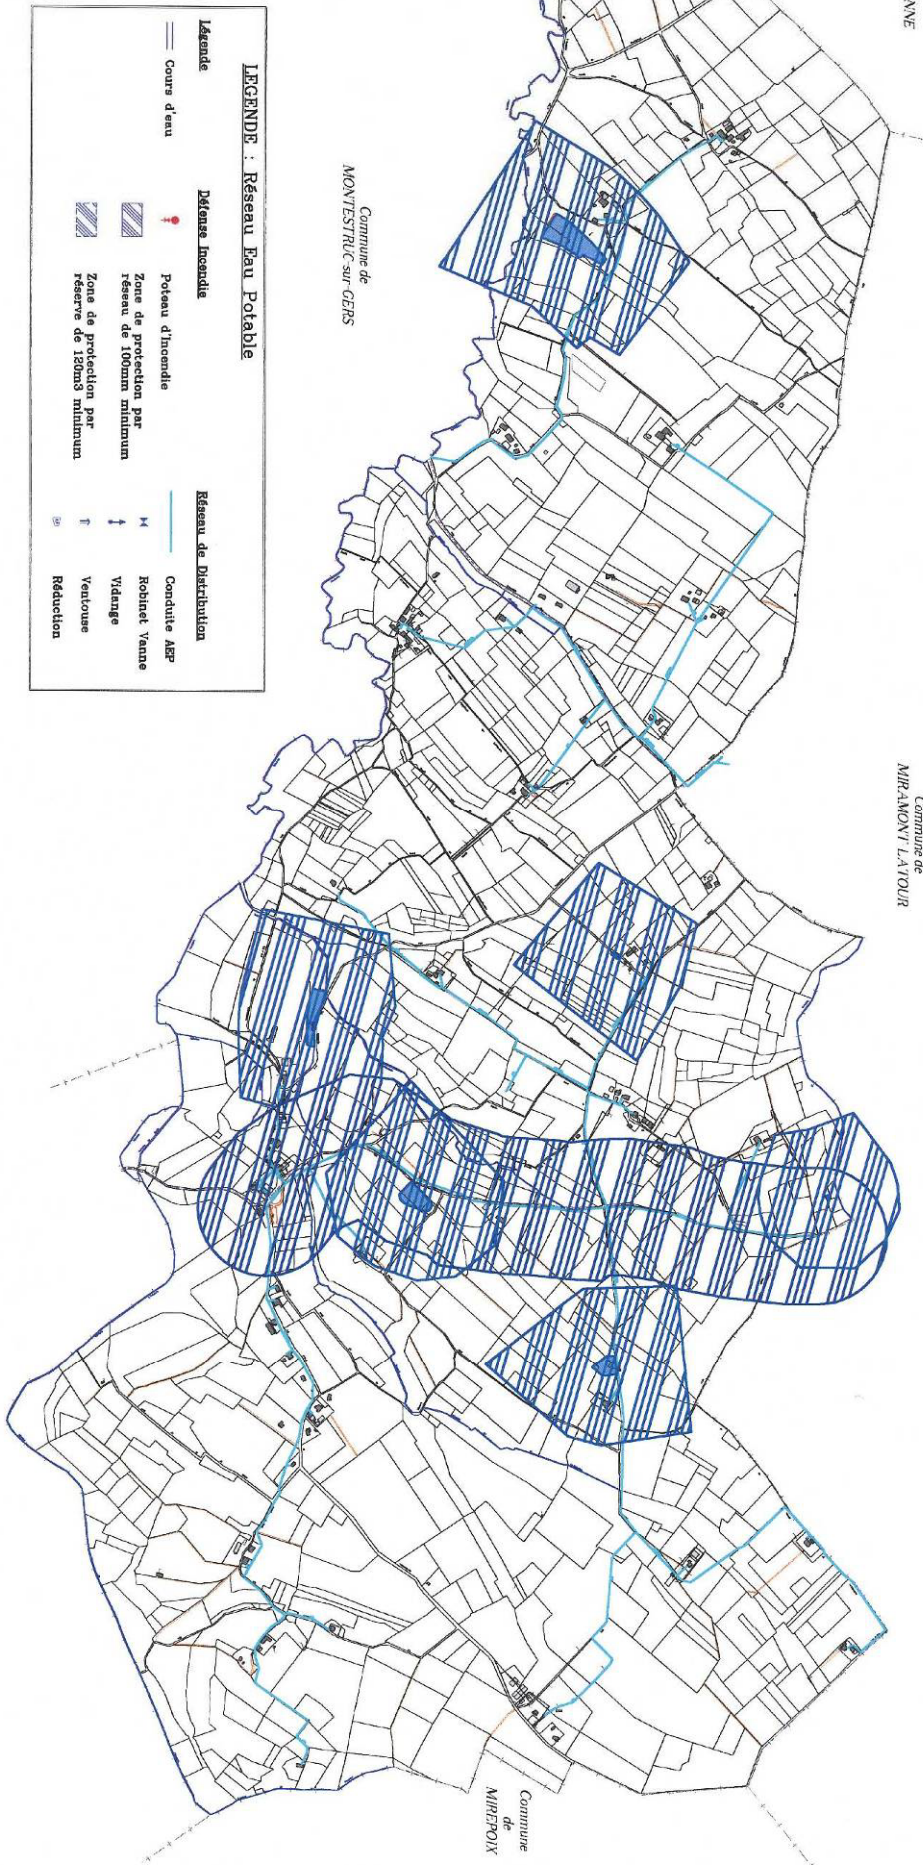 NNE
Commune de
MIRAMONT LATOUR
Commune de
MONTESTRUC-sur-GERS
Commune
de
MIREPOIX
LEGENDE : Réseau Eau Potable
Légende
Cours d'eau
Défense Incendie
Poteau d'Incendie
Zone de protection par
réseau de 100mm minimum
Zone de protection par
réserve de 120m3 minimum
Réseau de Distribution
Conduite AEP
Robinet Vanne
Vidange
Ventouse
Réduction